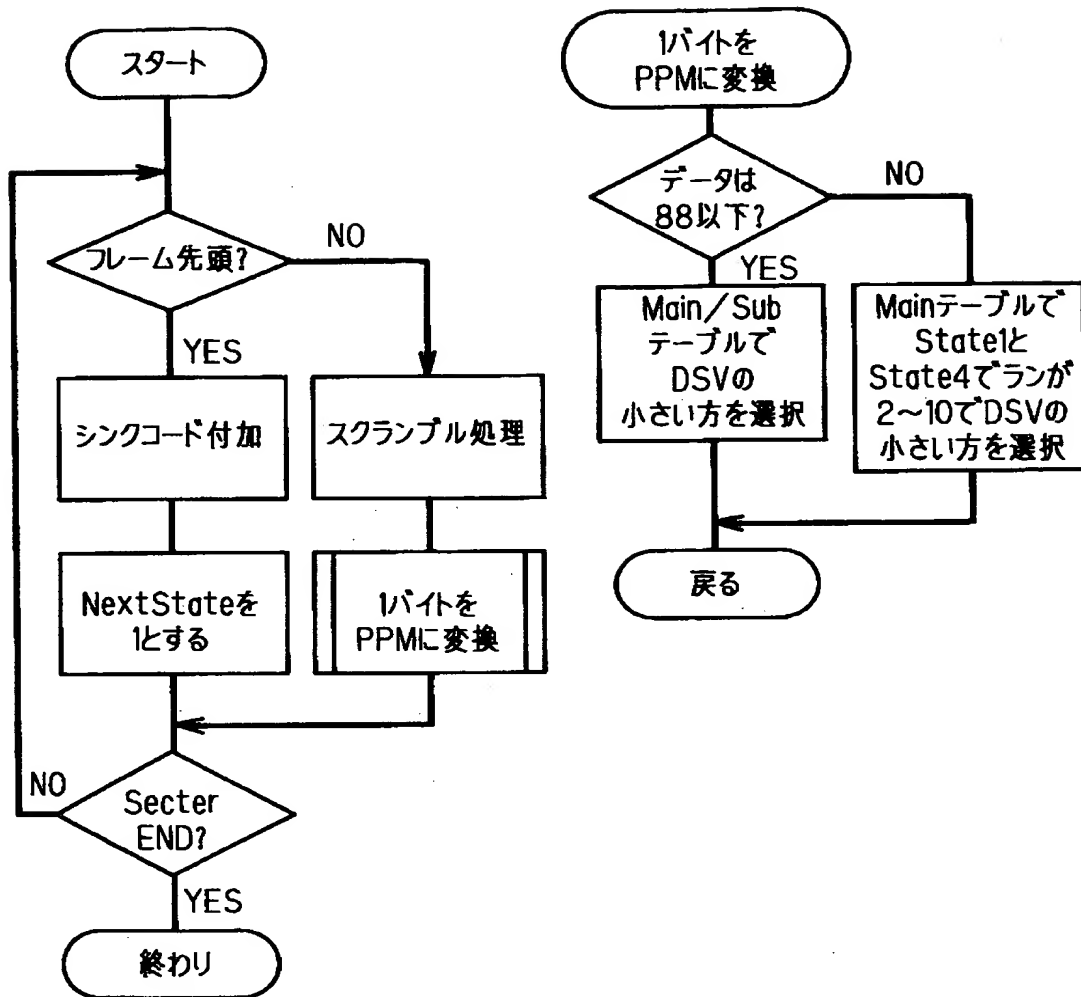 スタート
フレーム先頭?
NO
YES
シンクコード付加
スクランブル処理
NextStateを
1とする
1バイトを
PPMに変換
NO
Secter
END?
YES
終わり
1バイトを
PPMに変換
データは
88以下?
NO
YES
Main/Sub
テーブルで
DSVの
小さい方を選択
Mainテーブルで
State1と
State4でランが
2～10でDSVの
小さい方を選択
戻る